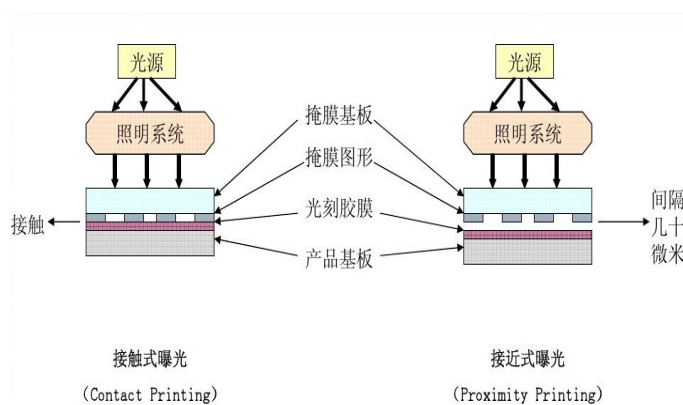 光源
光源
照明系统
照明系统
掩膜基板
掩膜图形
光刻胶膜
产品基板
接触
间隔
几十
微米
接触式曝光
(Contact Printing)
接近式曝光
(Proximity Printing)